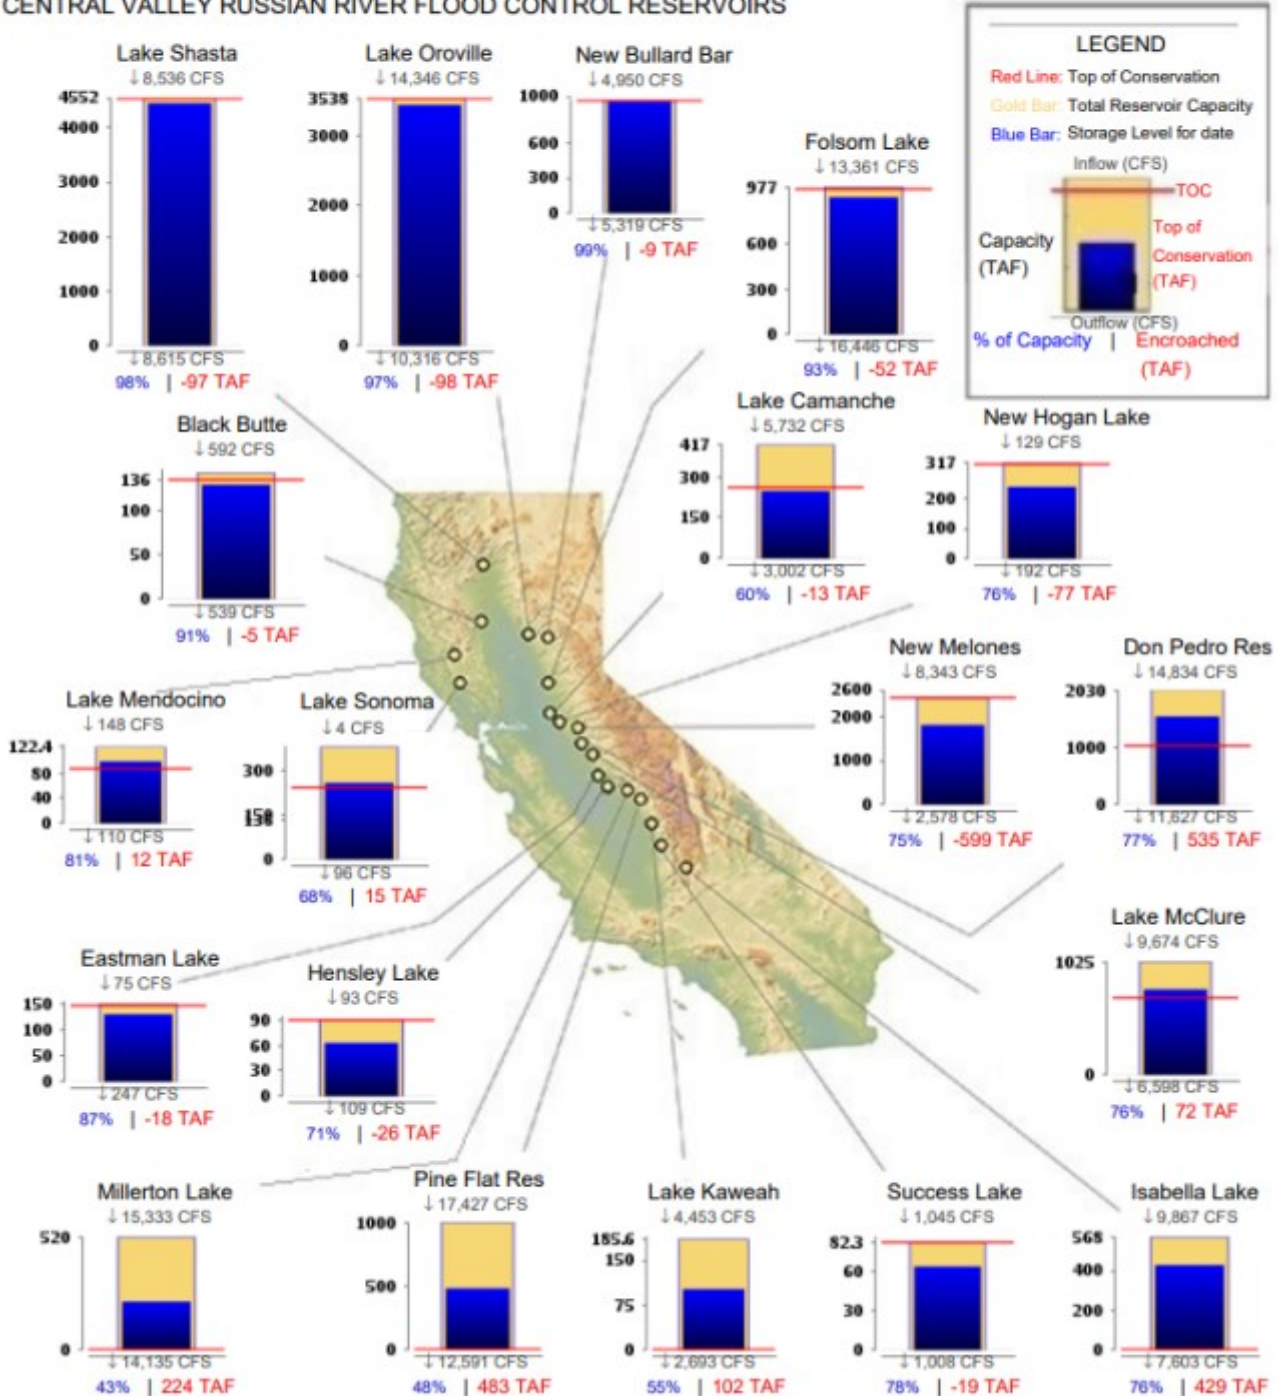 CENTRAL VALLEY RUSSIAN RIVER FLOOD CONTROL RESERVOIRS
LEGEND
Red Line: Top of Conservation
Gold Bar: Total Reservoir Capacity
Blue Bar: Storage Level for date
Inflow (CFS)
TOC
Capacity
(TAF)
Top of
Conservation
(TAF)
Outflow (CFS)
% of Capacity | Encroached
(TAF)
Lake Shasta
↓8,536 CFS
4552
4000
3000
2000
1000
0
↓8,615 CFS
98% | -97 TAF
Lake Oroville
↓14,346 CFS
3538
3000
2000
1000
0
↓10,316 CFS
97% | -98 TAF
New Bullard Bar
↓4,950 CFS
1000
600
300
0
↓5,319 CFS
99% | -9 TAF
Folsom Lake
↓13,361 CFS
977
600
300
0
↓16,446 CFS
93% | -52 TAF
Black Butte
↓592 CFS
136
100
50
0
↓539 CFS
91% | -5 TAF
Lake Camanche
↓5,732 CFS
417
300
150
0
↓3,002 CFS
60% | -13 TAF
New Hogan Lake
↓129 CFS
317
200
100
0
↓192 CFS
76% | -77 TAF
Lake Mendocino
↓148 CFS
122.4
80
40
0
↓110 CFS
81% | 12 TAF
Lake Sonoma
↓4 CFS
300
150
0
↓96 CFS
68% | 15 TAF
New Melones
↓8,343 CFS
2600
2000
1000
0
↓2,578 CFS
75% | -599 TAF
Don Pedro Res
↓14,834 CFS
2030
1000
0
↓11,627 CFS
77% | 535 TAF
Eastman Lake
↓75 CFS
150
100
50
0
↓247 CFS
87% | -18 TAF
Hensley Lake
↓93 CFS
90
60
30
0
↓109 CFS
71% | -26 TAF
Lake McClure
↓9,674 CFS
1025
0
↓6,598 CFS
76% | 72 TAF
Millerton Lake
↓15,333 CFS
520
0
↓14,135 CFS
43% | 224 TAF
Pine Flat Res
↓17,427 CFS
1000
500
0
↓12,591 CFS
48% | 483 TAF
Lake Kaweah
↓4,453 CFS
185.6
150
75
0
↓2,693 CFS
55% | 102 TAF
Success Lake
↓1,045 CFS
82.3
60
30
0
↓1,008 CFS
78% | -19 TAF
Isabella Lake
↓9,867 CFS
568
400
200
0
↓7,603 CFS
76% | 429 TAF